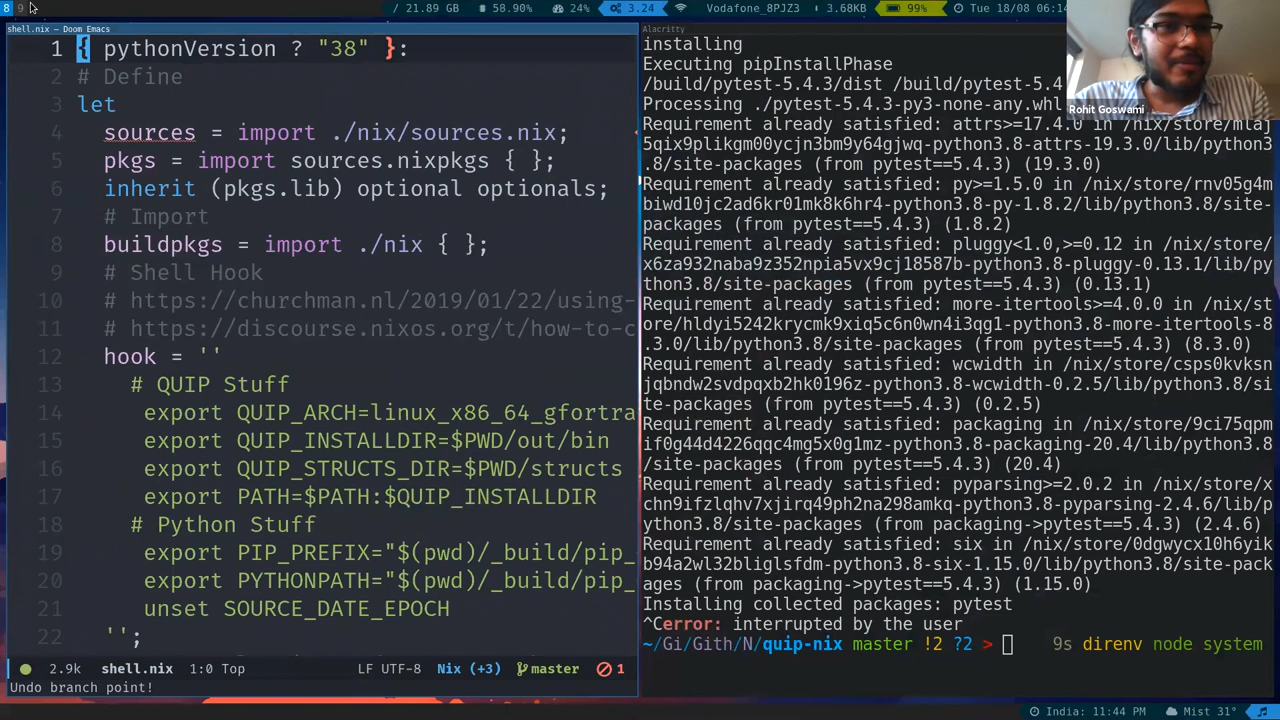 8 9
/ 21.89 GB 58.90% 24% 3.24 Vodafone_8PJZ3 3.68KB 99% Tue 18/08 06:14
shell.nix – Doom Emacs
1 { pythonVersion ? "38" }:
2 # Define
3 let
4 sources = import ./nix/sources.nix;
5 pkgs = import sources.nixpkgs { };
6 inherit (pkgs.lib) optional optionals;
7 # Import
8 buildpkgs = import ./nix { };
9 # Shell Hook
10 # https://churchman.nl/2019/01/22/using-
11 # https://discourse.nixos.org/t/how-to-c
12 hook = ''
13 # QUIP Stuff
14 export QUIP_ARCH=linux_x86_64_gfortra
15 export QUIP_INSTALLDIR=$PWD/out/bin
16 export QUIP_STRUCTS_DIR=$PWD/structs
17 PATH=$PATH:$QUIP_INSTALLDIR
18 # Python Stuff
19 export PIP_PREFIX="$(pwd)/_build/pip_
20 export PYTHONPATH="$(pwd)/_build/pip_
21 unset SOURCE_DATE_EPOCH
22 '';
2.9k shell.nix 1:0 Top LF UTF-8 Nix (+3) master 1
Undo branch point!
Alacritty
installing
Executing pipInstallPhase
/build/pytest-5.4.3/dist /build/pytest-5.4
Processing ./pytest-5.4.3-py3-none-any.whl
Requirement already satisfied: attrs>=17.4.0 in /nix/store/mlaj
5qix9plikgm00ycjn3bm9y64gjwq-python3.8-attrs-19.3.0/lib/python3
.8/site-packages (from pytest==5.4.3) (19.3.0)
Requirement already satisfied: py>=1.5.0 in /nix/store/rnv05g4m
biwd10jc2ad6kr01mk8k6hr4-python3.8-py-1.8.2/lib/python3.8/site-
packages (from pytest==5.4.3) (1.8.2)
Requirement already satisfied: pluggy<1.0,>=0.12 in /nix/store/
x6za932naba9z352npia5vx9cj18587b-python3.8-pluggy-0.13.1/lib/py
thon3.8/site-packages (from pytest==5.4.3) (0.13.1)
Requirement already satisfied: more-itertools>=4.0.0 in /nix/st
ore/hldyi5242krycmk9xiq5c6n0wn4i3qg1-python3.8-more-itertools-8
.3.0/lib/python3.8/site-packages (from pytest==5.4.3) (8.3.0)
Requirement already satisfied: wcwidth in /nix/store/csps0kvksn
jqbndw2svdpqxb2hk0196z-python3.8-wcwidth-0.2.5/lib/python3.8/si
te-packages (from pytest==5.4.3) (0.2.5)
Requirement already satisfied: packaging in /nix/store/9ci75qpm
if0g44d4226qqc4mg5x0g1mz-python3.8-packaging-20.4/lib/python3.8
/site-packages (from pytest==5.4.3) (20.4)
Requirement already satisfied: pyparsing>=2.0.2 in /nix/store/x
chn9ifzlqhv7xjirq49ph2na298amkq-python3.8-pyparsing-2.4.6/lib/p
ython3.8/site-packages (from packaging->pytest==5.4.3) (2.4.6)
Requirement already satisfied: six in /nix/store/0dgwycx10h6yik
b94a2wl32bliglsfdm-python3.8-six-1.15.0/lib/python3.8/site-pack
ages (from packaging->pytest==5.4.3) (1.15.0)
Installing collected packages: pytest
^Cerror: interrupted by the user
~/Gi/Gith/N/quip-nix master !2 ?2 > 9s direnv node system
Rohit Goswami
India: 11:44 PM Mist 31°